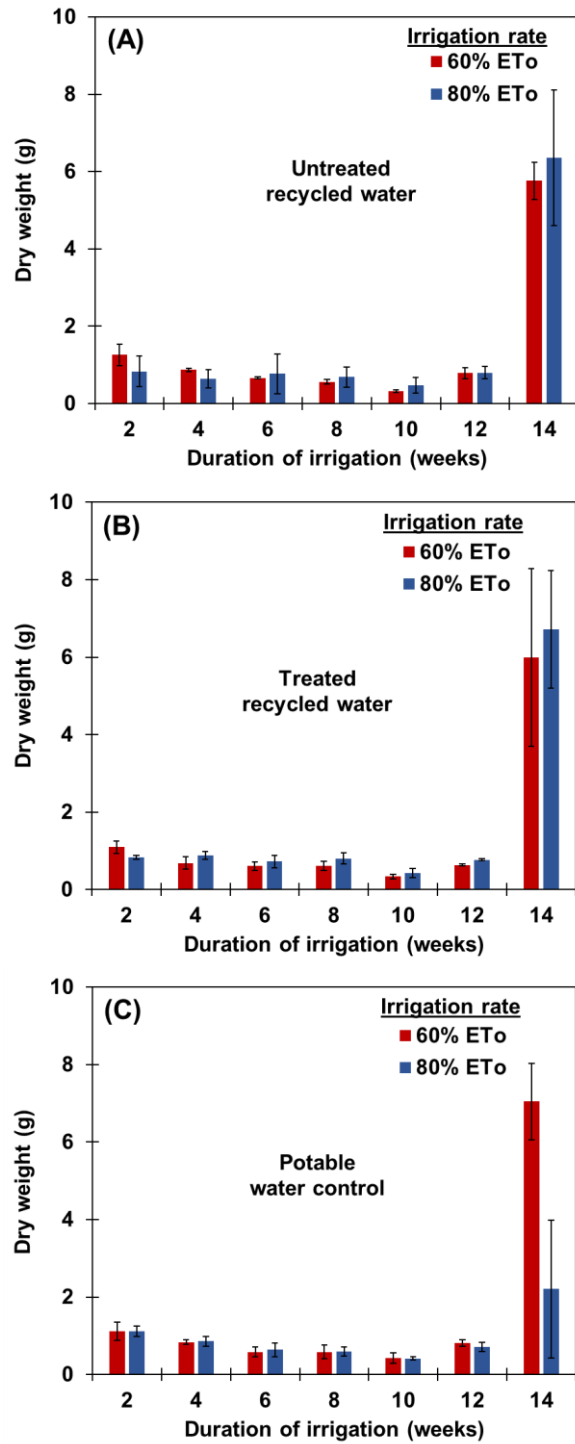 (A)
Irrigation rate
60% ETo
80% ETo
Untreated
recycled water
Dry weight (g)
10
8
6
4
2
0
2 4 6 8 10 12 14
Duration of irrigation (weeks)
(B)
Irrigation rate
60% ETo
80% ETo
Treated
recycled water
Dry weight (g)
10
8
6
4
2
0
2 4 6 8 10 12 14
Duration of irrigation (weeks)
(C)
Irrigation rate
60% ETo
80% ETo
Potable
water control
Dry weight (g)
10
8
6
4
2
0
2 4 6 8 10 12 14
Duration of irrigation (weeks)